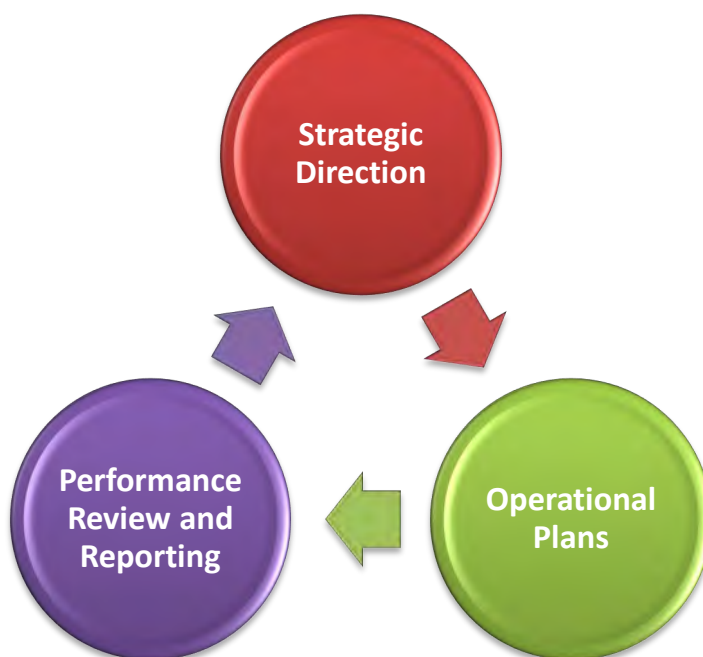 Strategic
Direction
Operational
Plans
Performance
Review and
Reporting